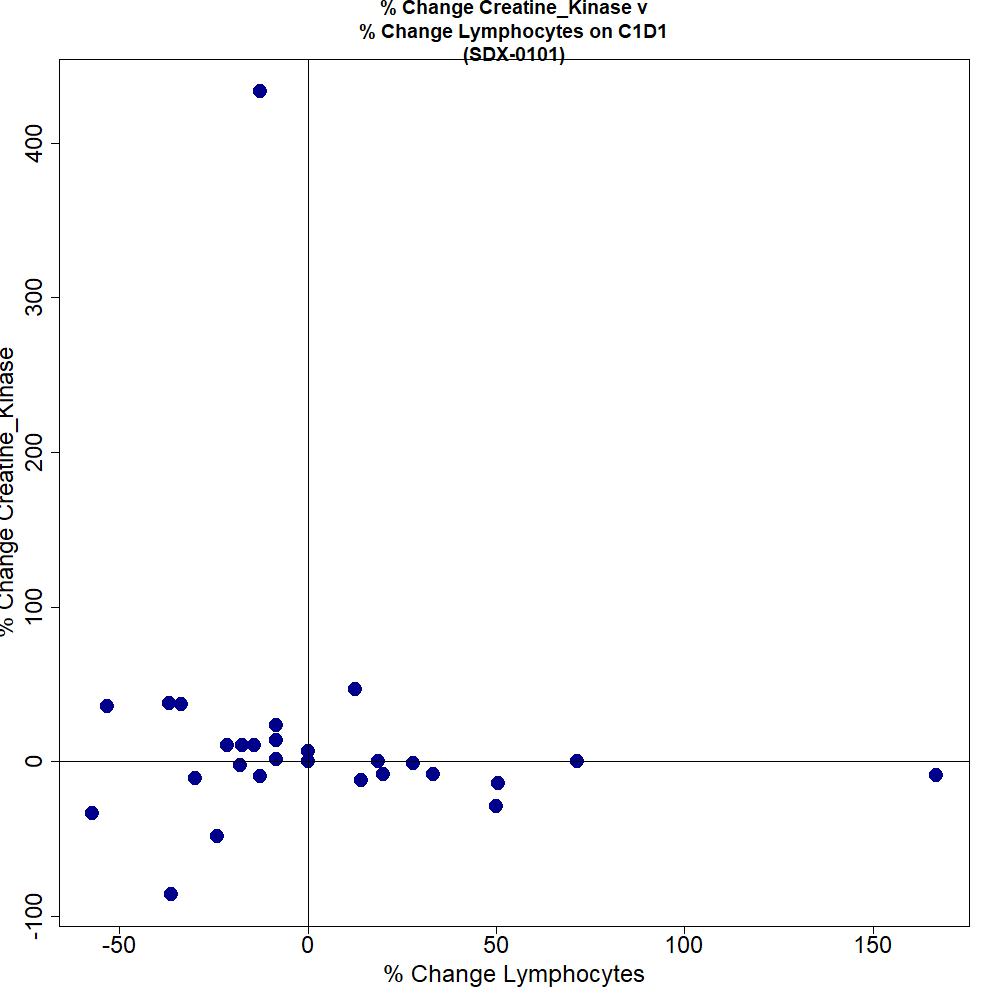 % Change Creatine_Kinase v
% Change Lymphocytes on C1D1
(SDX-0101)
400
300
200
100
0
-100
% Change Creatine_Kinase
-50
0
50
100
150
% Change Lymphocytes